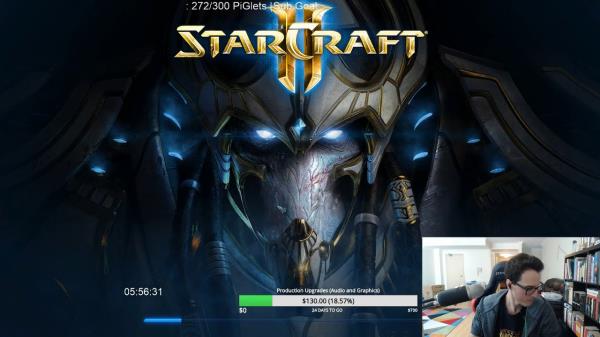 : 272/300 PiGlets |Sub Goal
STARCRAFT
II
05:56:31
Production Upgrades (Audio and Graphics)
$130.00 (18.57%)
$0
24 DAYS TO GO
$700